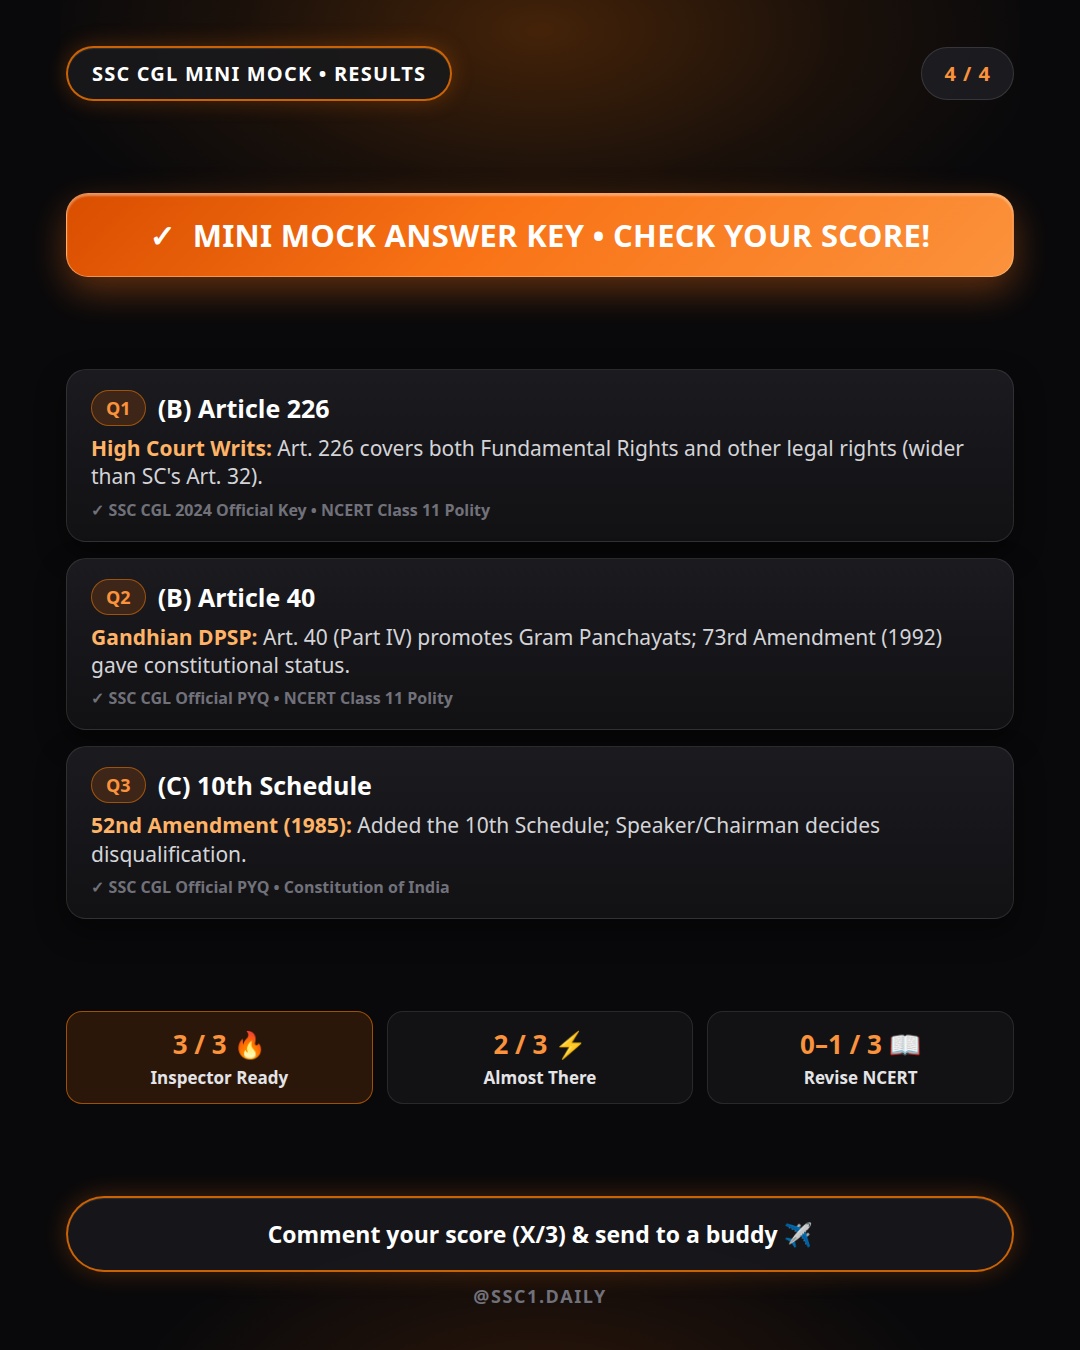 SSC CGL MINI MOCK • RESULTS
4 / 4
✓ MINI MOCK ANSWER KEY • CHECK YOUR SCORE!
Q1 (B) Article 226
High Court Writs: Art. 226 covers both Fundamental Rights and other legal rights (wider
than SC's Art. 32).
✓ SSC CGL 2024 Official Key • NCERT Class 11 Polity
Q2 (B) Article 40
Gandhian DPSP: Art. 40 (Part IV) promotes Gram Panchayats; 73rd Amendment (1992)
gave constitutional status.
✓ SSC CGL Official PYQ • NCERT Class 11 Polity
Q3 (C) 10th Schedule
52nd Amendment (1985): Added the 10th Schedule; Speaker/Chairman decides
disqualification.
✓ SSC CGL Official PYQ • Constitution of India
3 / 3 🔥
Inspector Ready
2 / 3 ⚡
Almost There
0–1 / 3 📖
Revise NCERT
Comment your score (X/3) & send to a buddy ✈️
@SSC1.DAILY